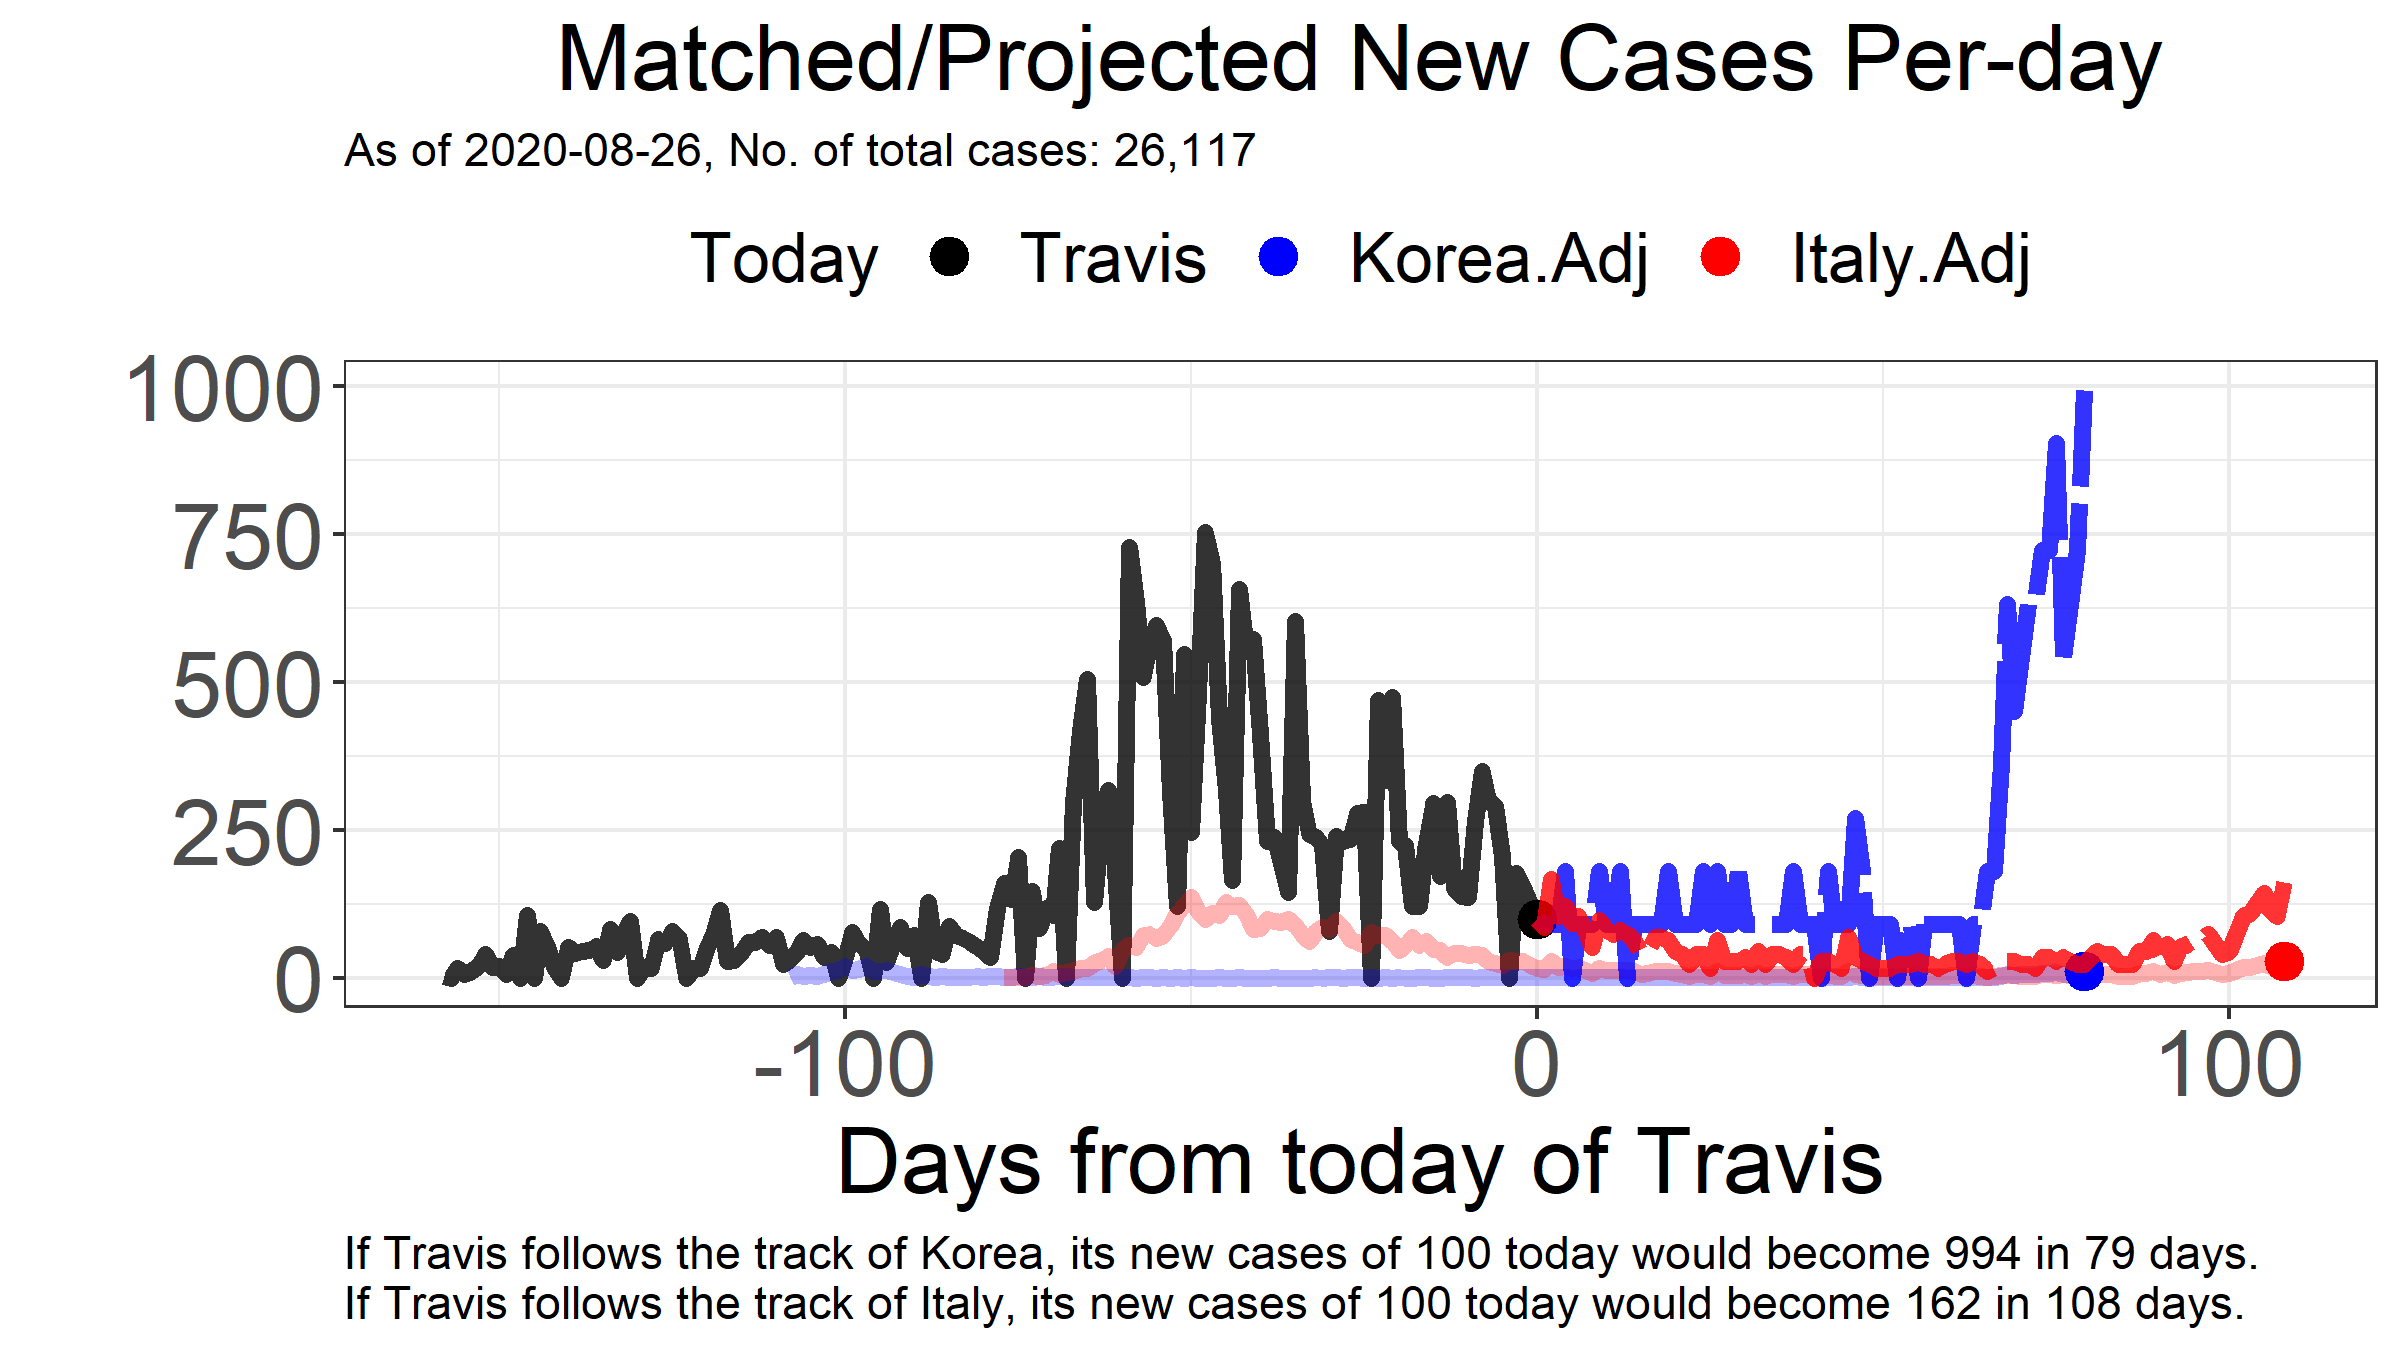 Matched/Projected New Cases Per-day
As of 2020-08-26, No. of total cases: 26,117
Today Travis Korea.Adj Italy.Adj
1000
750
500
250
0
-100 0 100
Days from today of Travis
If Travis follows the track of Korea, its new cases of 100 today would become 994 in 79 days.
If Travis follows the track of Italy, its new cases of 100 today would become 162 in 108 days.